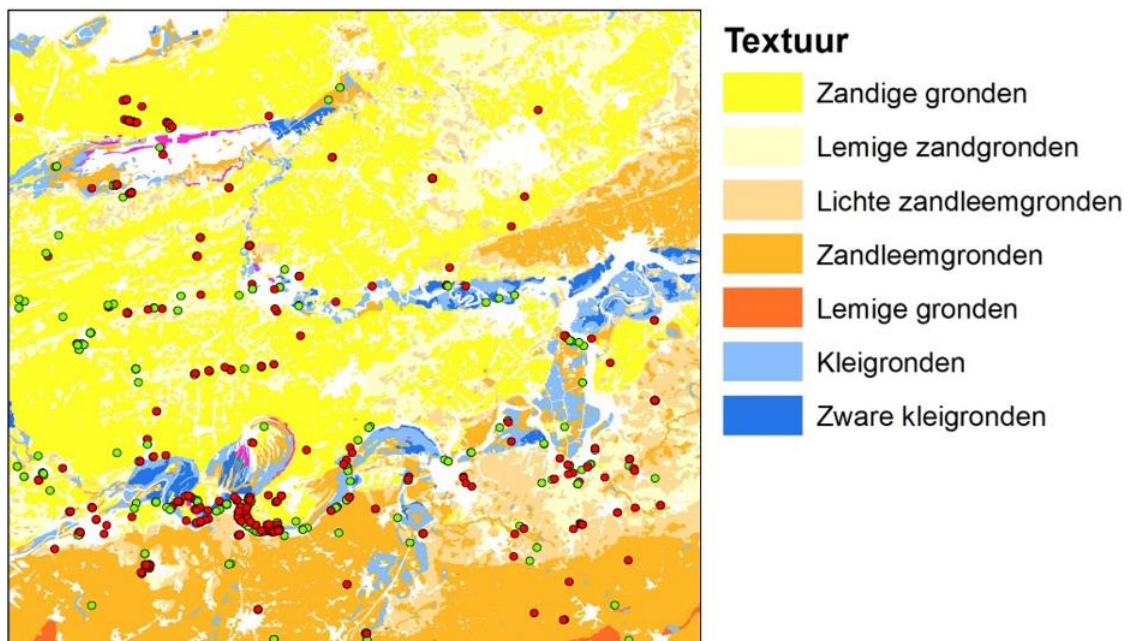 Textuur
Zandige gronden
Lemige zandgronden
Lichte zandleemgronden
Zandleemgronden
Lemige gronden
Kleigronden
Zware kleigronden